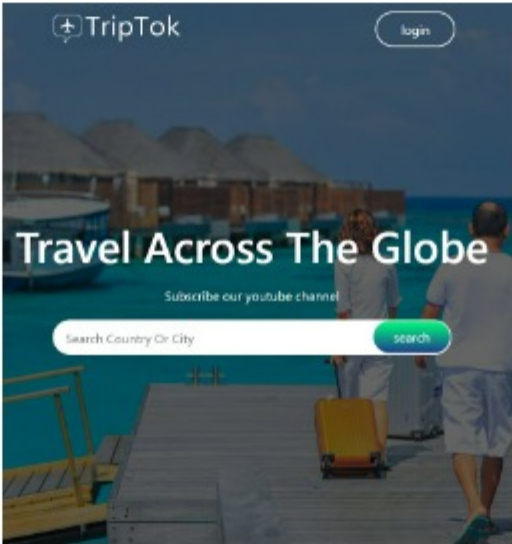 TripTok
login
Travel Across The Globe
Subscribe our youtube channel
Search Country Or City
search